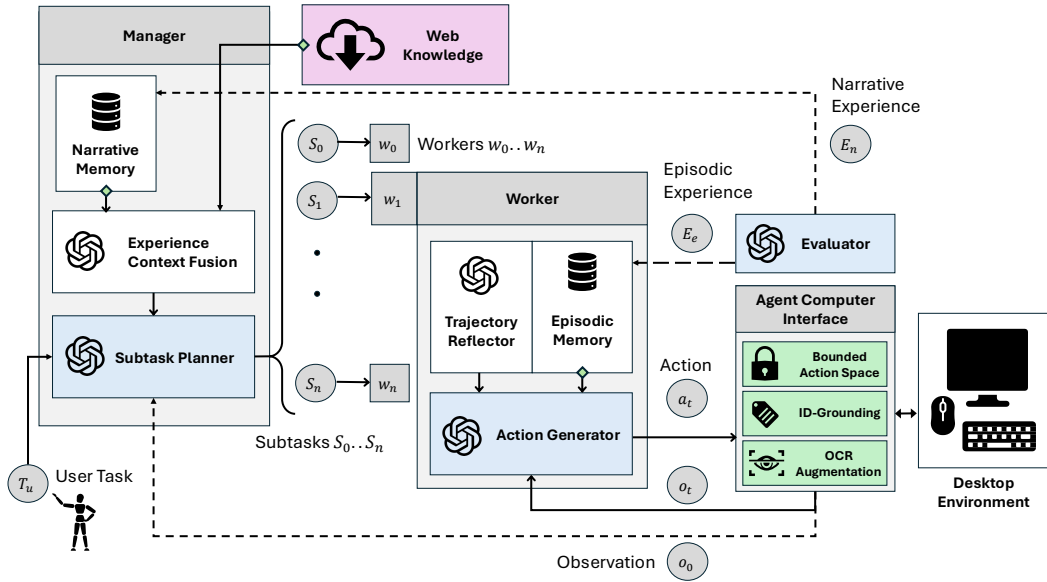 Manager
Web
Knowledge
Narrative
Memory
Experience
Context Fusion
Subtask Planner
T_u
User Task
S_0
w_0
Workers w_0..w_n
S_1
w_1
S_n
w_n
Subtasks S_0..S_n
Worker
Trajectory
Reflector
Episodic
Memory
Action Generator
Narrative
Experience
E_n
Episodic
Experience
E_e
Evaluator
Agent Computer
Interface
Bounded
Action Space
ID-Grounding
OCR
Augmentation
Action
a_t
o_t
Observation
o_0
Desktop
Environment